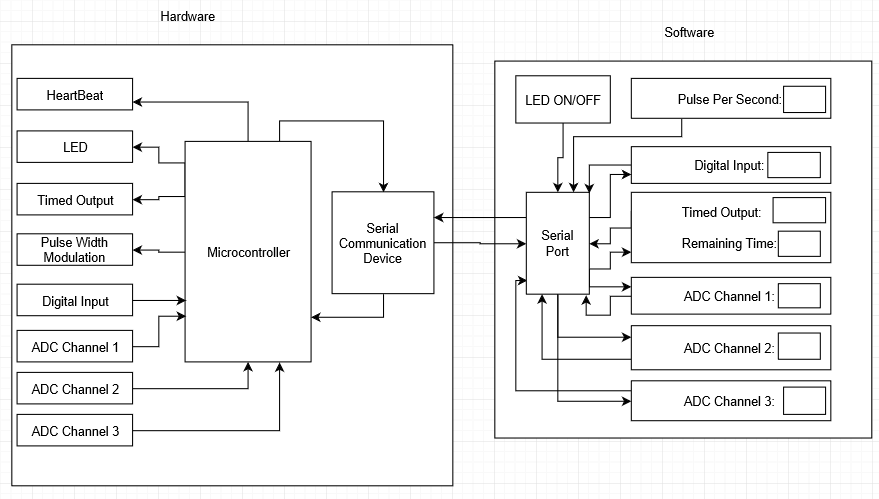 Hardware
Software
HeartBeat
LED
Timed Output
Pulse Width
Modulation
Digital Input
ADC Channel 1
ADC Channel 2
ADC Channel 3
Microcontroller
Serial
Communication
Device
LED ON/OFF
Pulse Per Second:
Serial
Port
Digital Input:
Timed Output:
Remaining Time:
ADC Channel 1:
ADC Channel 2:
ADC Channel 3: